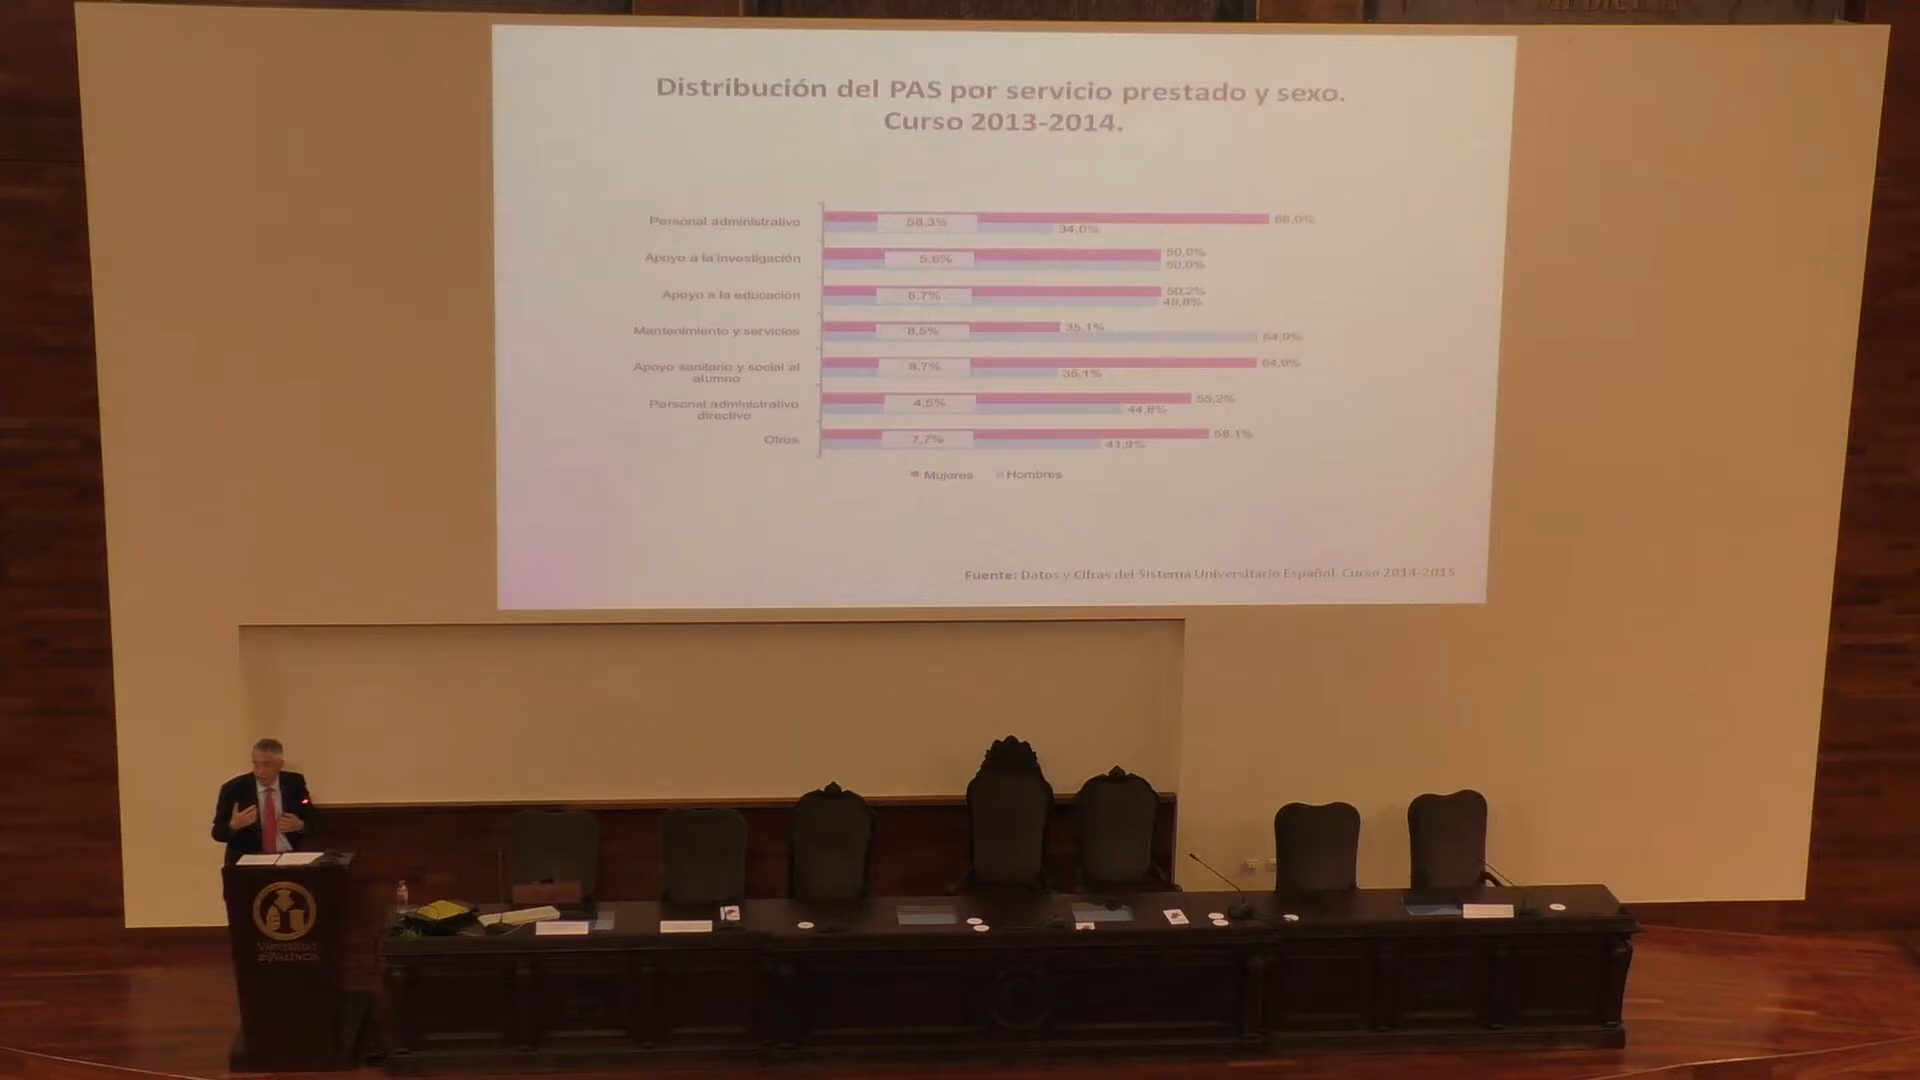 Distribución del PAS por servicio prestado y sexo.
Curso 2013-2014.
Personal administrativo
58,3%
66,0%
34,0%
Apoyo a la investigación
5,6%
50,0%
50,0%
Apoyo a la educación
6,7%
50,2%
49,8%
Mantenimiento y servicios
8,5%
35,1%
64,9%
Apoyo sanitario y social al
alumno
8,7%
64,9%
35,1%
Personal administrativo
directivo
4,5%
55,2%
44,8%
Otros
7,7%
58,1%
41,9%
Mujeres Hombres
Fuente: Datos y Cifras del Sistema Universitario Español. Curso 2014-2015
VNIVERSITAT
D VALÈNCIA